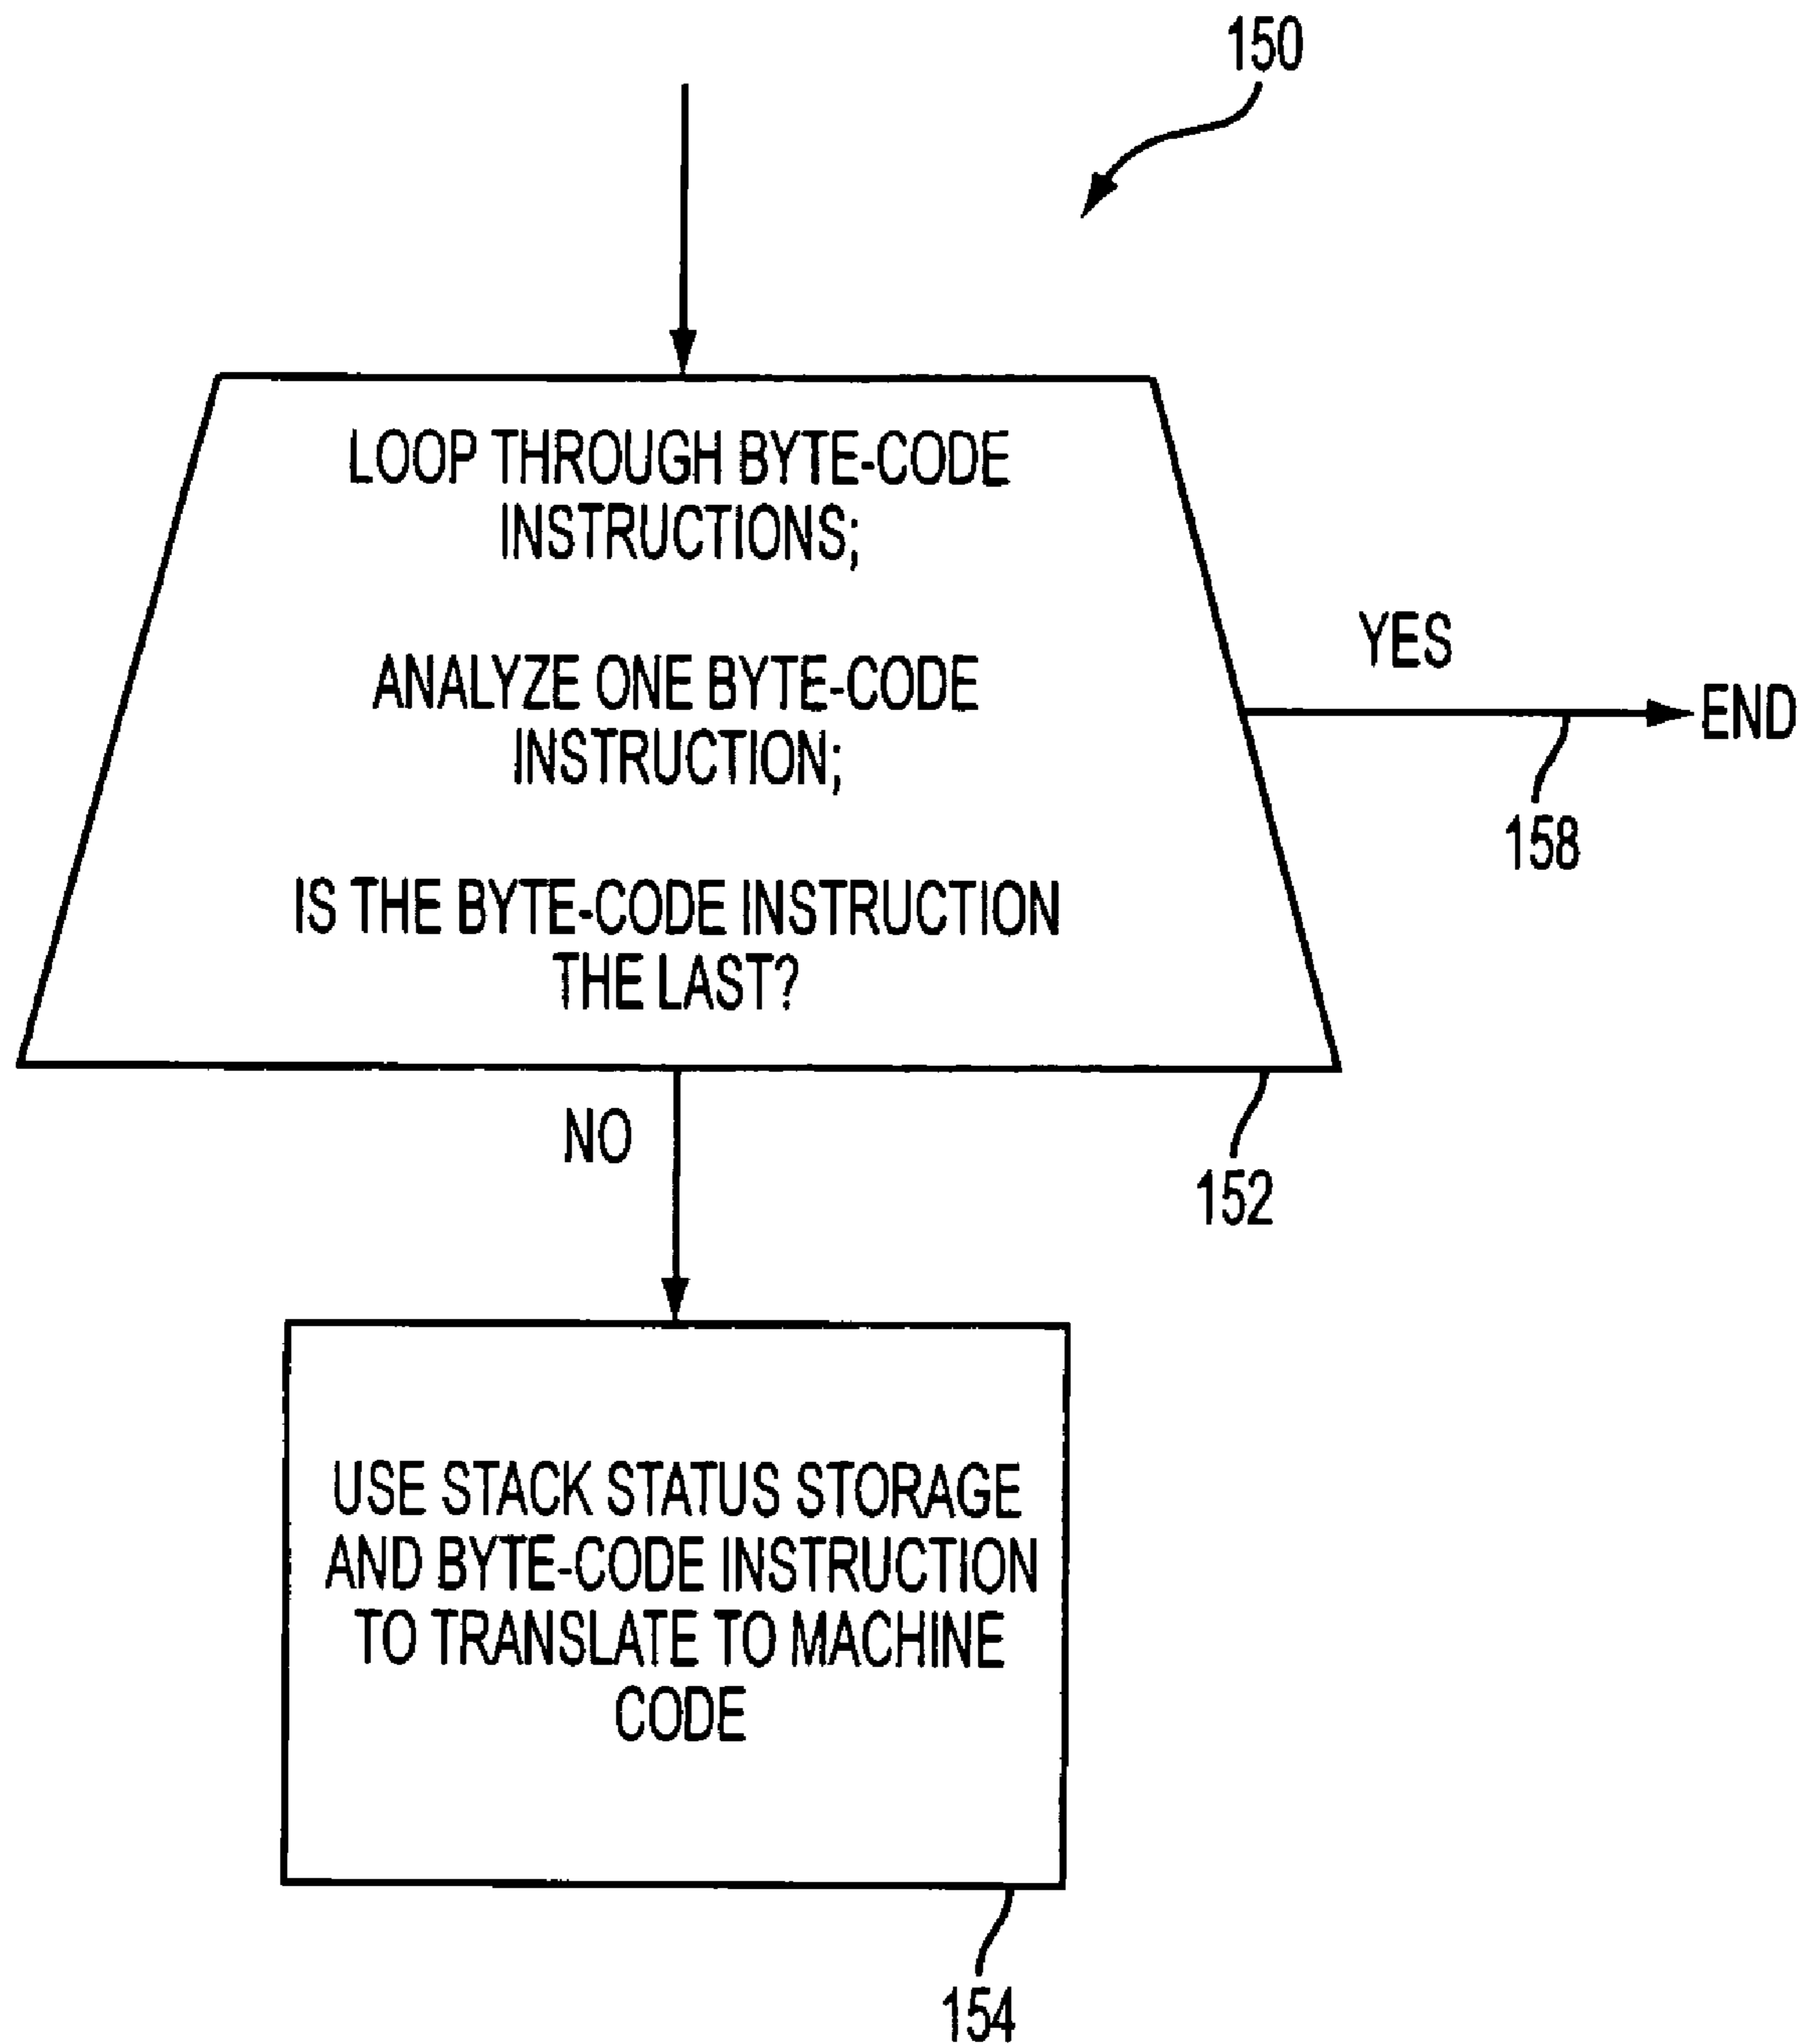 150
LOOP THROUGH BYTE-CODE
INSTRUCTIONS;
ANALYZE ONE BYTE-CODE
INSTRUCTION;
IS THE BYTE-CODE INSTRUCTION
THE LAST?
YES
END
158
NO
152
USE STACK STATUS STORAGE
AND BYTE-CODE INSTRUCTION
TO TRANSLATE TO MACHINE
CODE
154